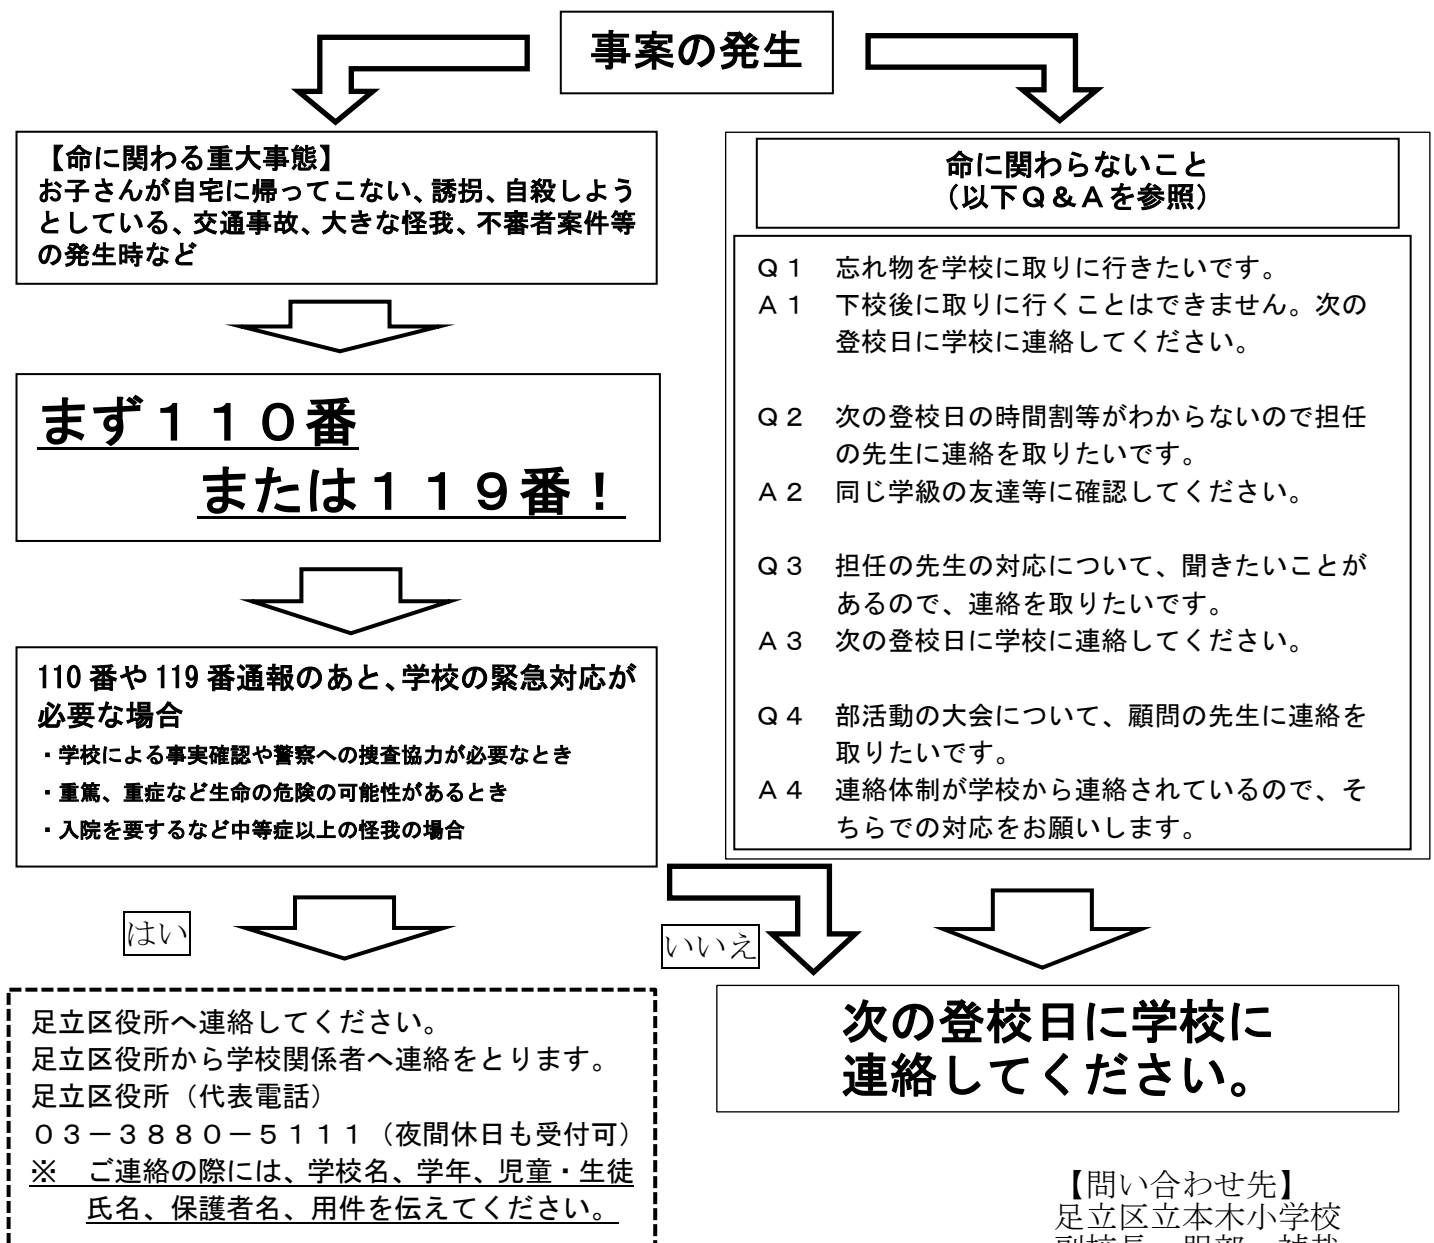 事案の発生
【命に関わる重大事態】
お子さんが自宅に帰ってこない、誘拐、自殺しよう
としている、交通事故、大きな怪我、不審者案件等
の発生時など
まず１１０番
または１１９番！
110番や119番通報のあと、学校の緊急対応が
必要な場合
・学校による事実確認や警察への捜査協力が必要なとき
・重篤、重症など生命の危険の可能性があるとき
・入院を要するなど中等症以上の怪我の場合
はい
いいえ
足立区役所へ連絡してください。
足立区役所から学校関係者へ連絡をとります。
足立区役所（代表電話）
０３－３８８０－５１１１（夜間休日も受付可）
※　ご連絡の際には、学校名、学年、児童・生徒
氏名、保護者名、用件を伝えてください。
命に関わらないこと
（以下Ｑ＆Ａを参照）
Ｑ１　忘れ物を学校に取りに行きたいです。
Ａ１　下校後に取りに行くことはできません。次の
登校日に学校に連絡してください。
Ｑ２　次の登校日の時間割等がわからないので担任
の先生に連絡を取りたいです。
Ａ２　同じ学級の友達等に確認してください。
Ｑ３　担任の先生の対応について、聞きたいことが
あるので、連絡を取りたいです。
Ａ３　次の登校日に学校に連絡してください。
Ｑ４　部活動の大会について、顧問の先生に連絡を
取りたいです。
Ａ４　連絡体制が学校から連絡されているので、そ
ちらでの対応をお願いします。
次の登校日に学校に
連絡してください。
【問い合わせ先】
足立区立本木小学校